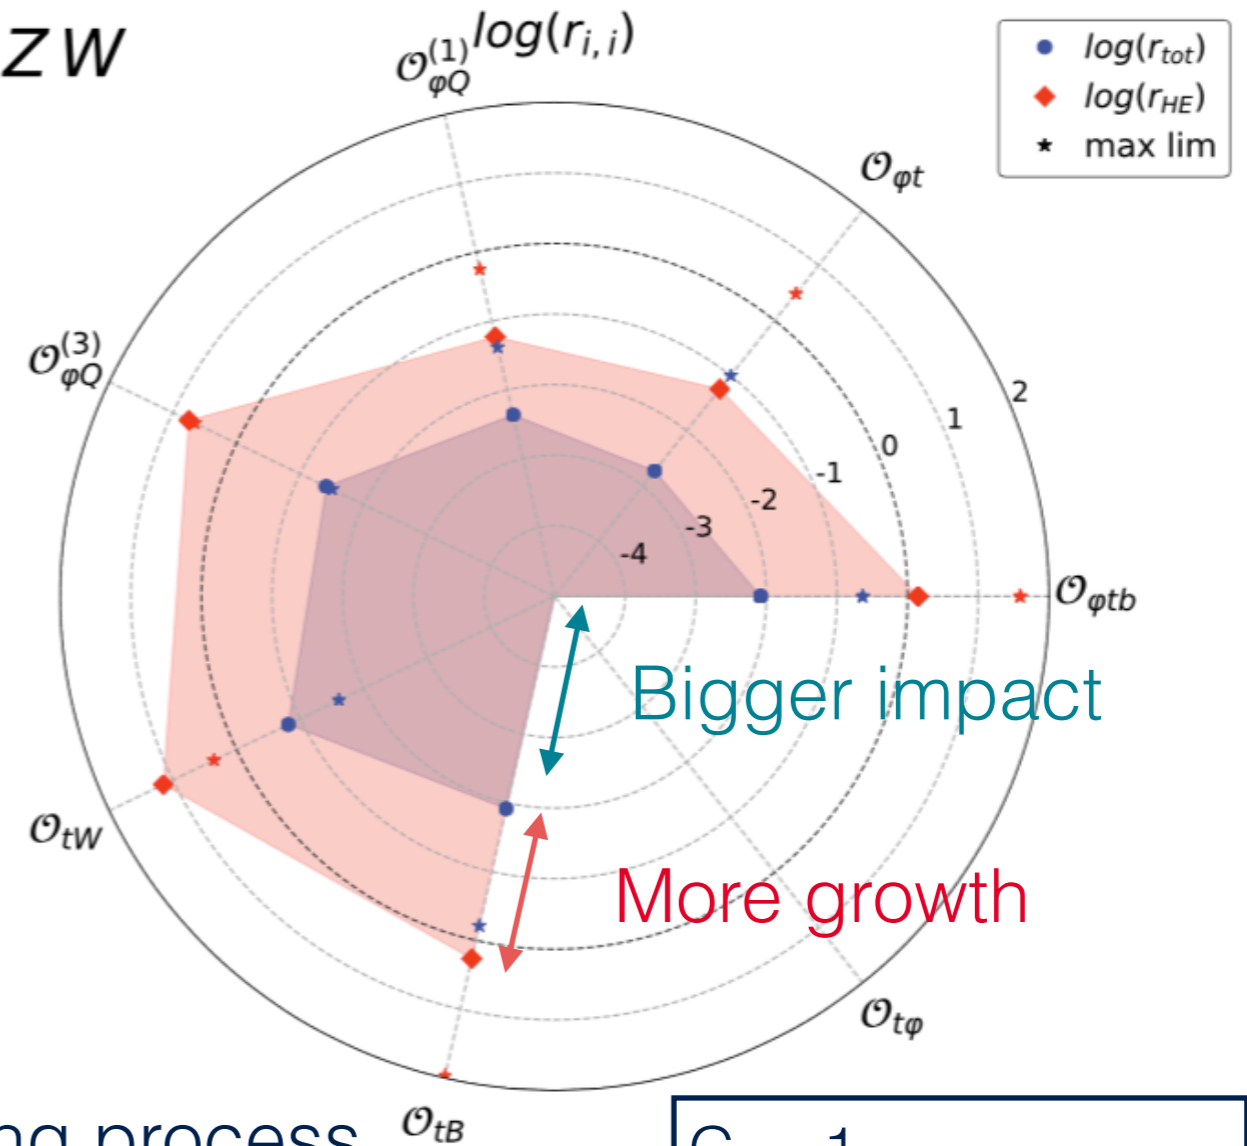 Z W
log(r_{i,i})
O^{(1)}_{φQ}
log(r_{tot})
log(r_{HE})
max lim
O_{φt}
O^{(3)}_{φQ}
2
1
0
-1
-2
-3
-4
O_{φtb}
Bigger impact
O_{tW}
More growth
O_{tφ}
O_{tB}
process